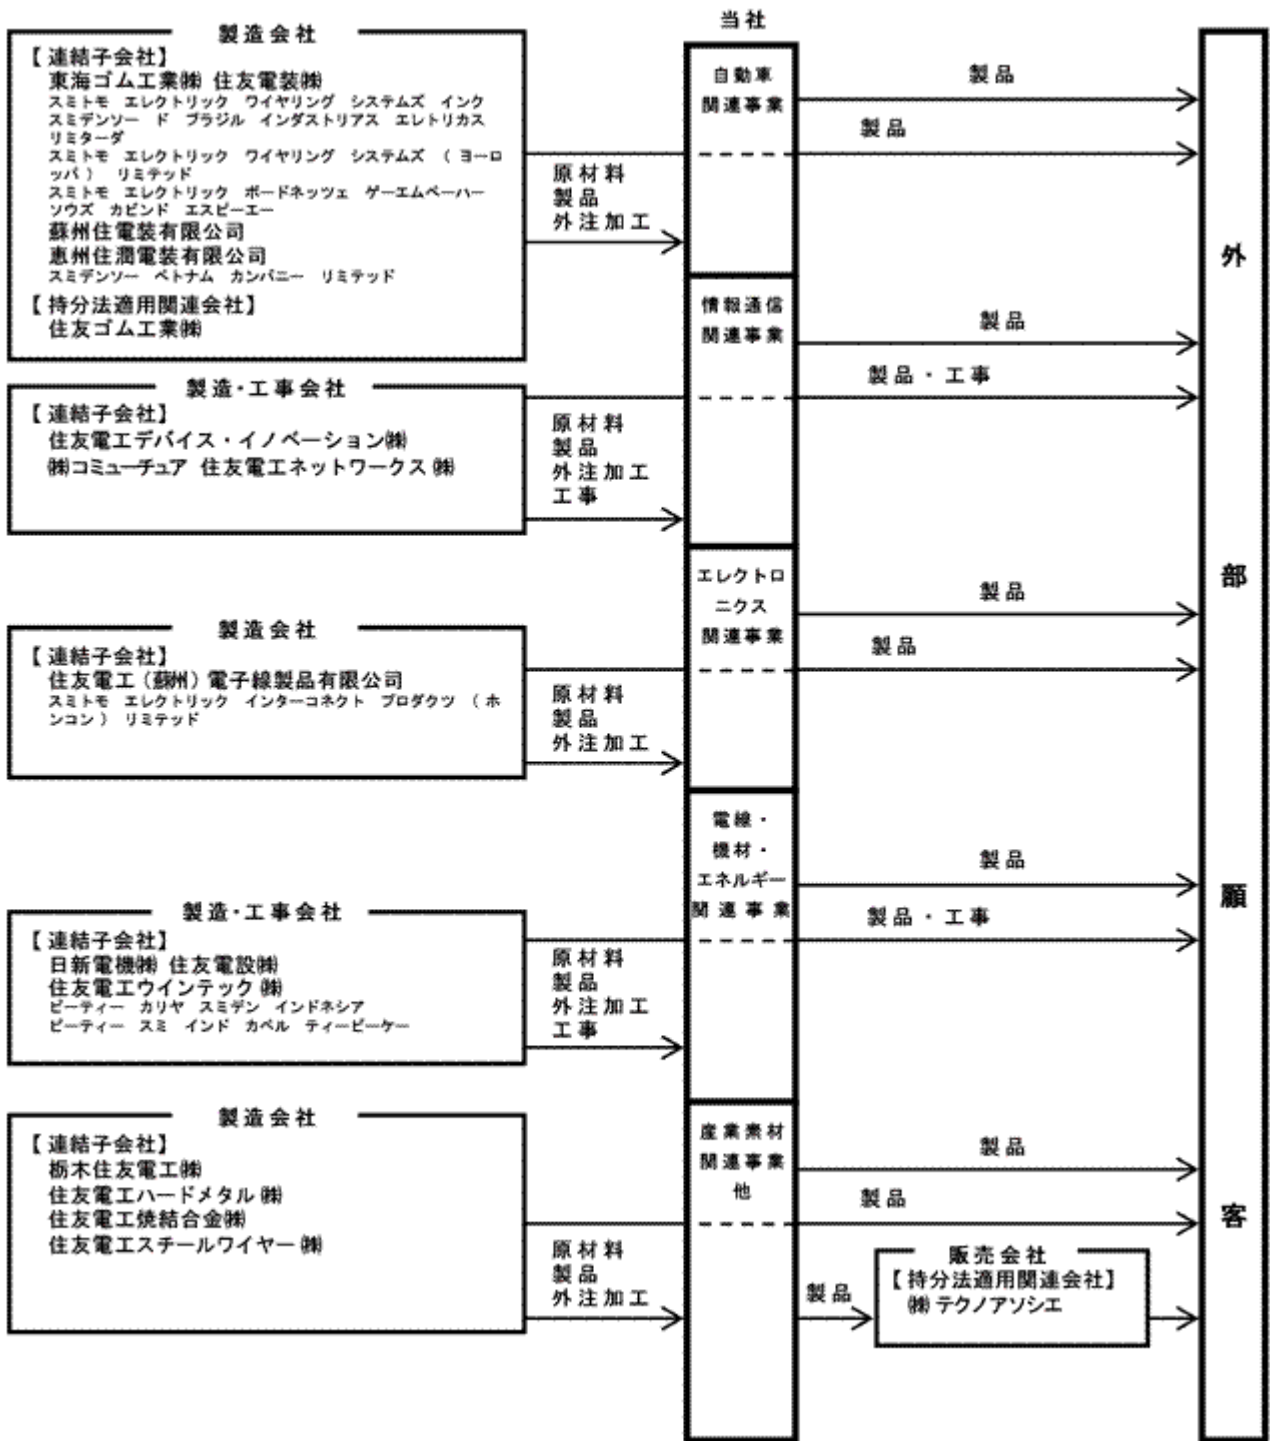 当社
製造会社
【連結子会社】
東海ゴム工業㈱ 住友電装㈱
スミトモ エレクトリック ワイヤリング システムズ インク
スミデンソー ド ブラジル インダストリアス エレトリカス
リミターダ
スミトモ エレクトリック ワイヤリング システムズ （ヨーロ
ッパ） リミテッド
スミトモ エレクトリック ボードネッツェ ゲーエムベーハー
ソウズ カビンド エスピーエー
蘇州住電装有限公司
惠州住潤電装有限公司
スミデンソー ベトナム カンパニー リミテッド
【持分法適用関連会社】
住友ゴム工業㈱
原材料
製品
外注加工
自動車
関連事業
製品
製品
製造・工事会社
【連結子会社】
住友電工デバイス・イノベーション㈱
㈱コミューチュア 住友電工ネットワークス㈱
原材料
製品
外注加工
工事
情報通信
関連事業
製品
製品・工事
製造会社
【連結子会社】
住友電工（蘇州）電子線製品有限公司
スミトモ エレクトリック インターコネクト プロダクツ （ホ
ンコン） リミテッド
原材料
製品
外注加工
エレクトロ
ニクス
関連事業
製品
製品
製造・工事会社
【連結子会社】
日新電機㈱ 住友電設㈱
住友電工ウインテック㈱
ピーティー カリヤ スミデン インドネシア
ピーティー スミ インド カベル ティービーケー
原材料
製品
外注加工
工事
電線・
機材・
エネルギー
関連事業
製品
製品・工事
製造会社
【連結子会社】
栃木住友電工㈱
住友電工ハードメタル㈱
住友電工焼結合金㈱
住友電工スチールワイヤー㈱
原材料
製品
外注加工
産業素材
関連事業
他
製品
製品
製品
販売会社
【持分法適用関連会社】
㈱テクノアソシエ
外部顧客